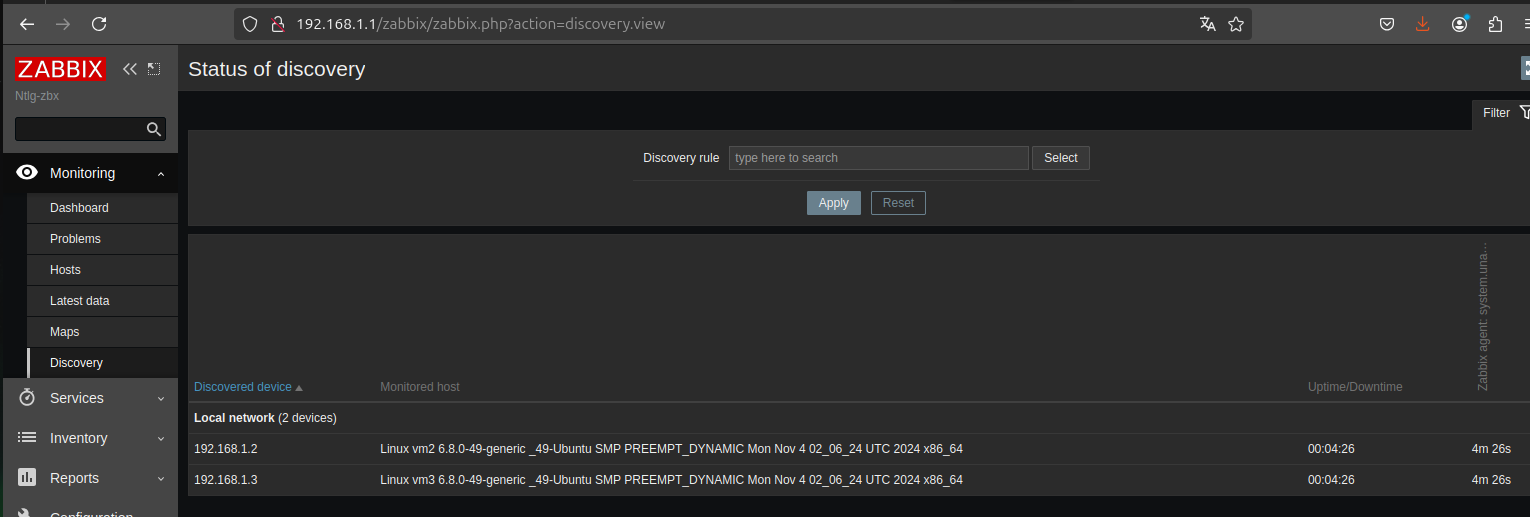 192.168.1.1/zabbix/zabbix.php?action=discovery.view
ZABBIX
Ntlg-zbx
Monitoring
Dashboard
Problems
Hosts
Latest data
Maps
Discovery
Services
Inventory
Reports
Configuration
Status of discovery
Filter
Discovery rule type here to search Select
Apply Reset
Discovered device Monitored host Uptime/Downtime Zabbix agent: system.una...
Local network (2 devices)
192.168.1.2 Linux vm2 6.8.0-49-generic _49-Ubuntu SMP PREEMPT_DYNAMIC Mon Nov 4 02_06_24 UTC 2024 x86_64 00:04:26 4m 26s
192.168.1.3 Linux vm3 6.8.0-49-generic _49-Ubuntu SMP PREEMPT_DYNAMIC Mon Nov 4 02_06_24 UTC 2024 x86_64 00:04:26 4m 26s